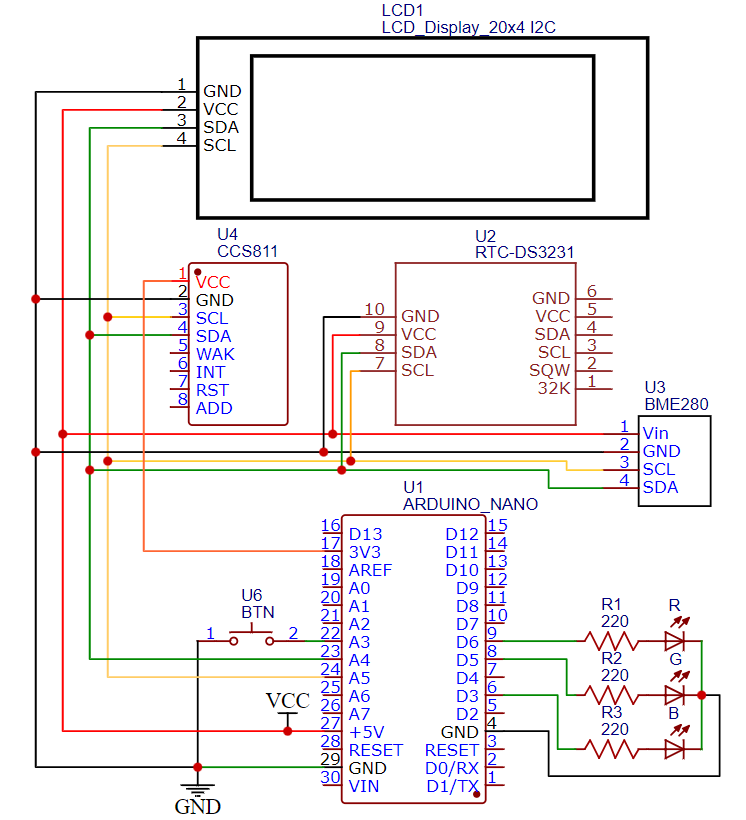 LCD1
LCD_Display_20x4 I2C
1 GND
2 VCC
3 SDA
4 SCL
U4
CCS811
1 VCC
2 GND
3 SCL
4 SDA
5 WAK
6 INT
7 RST
8 ADD
U2
RTC-DS3231
10 GND
9 VCC
8 SDA
7 SCL
GND 6
VCC 5
SDA 4
SCL 3
SQW 2
32K 1
U3
BME280
1 Vin
2 GND
3 SCL
4 SDA
U1
ARDUINO_NANO
16 D13 D12 15
17 3V3 D11 14
18 AREF D10 13
19 A0 D9 12
20 A1 D8 11
21 A2 D7 10
22 A3 D6 9
23 A4 D5 8
24 A5 D4 7
25 A6 D3 6
26 A7 D2 5
27 +5V GND 4
28 RESET RESET 3
29 GND D0/RX 2
30 VIN D1/TX 1
U6
BTN
1 2
VCC
GND
R1 R
220
R2 G
220
R3 B
220